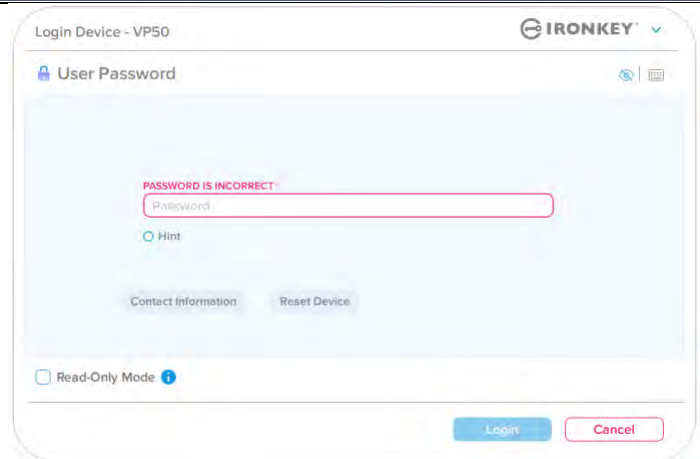 Login Device - VP50
IRONKEY
User Password
PASSWORD IS INCORRECT
Password
Hint
Contact Information
Reset Device
Read-Only Mode
Login
Cancel